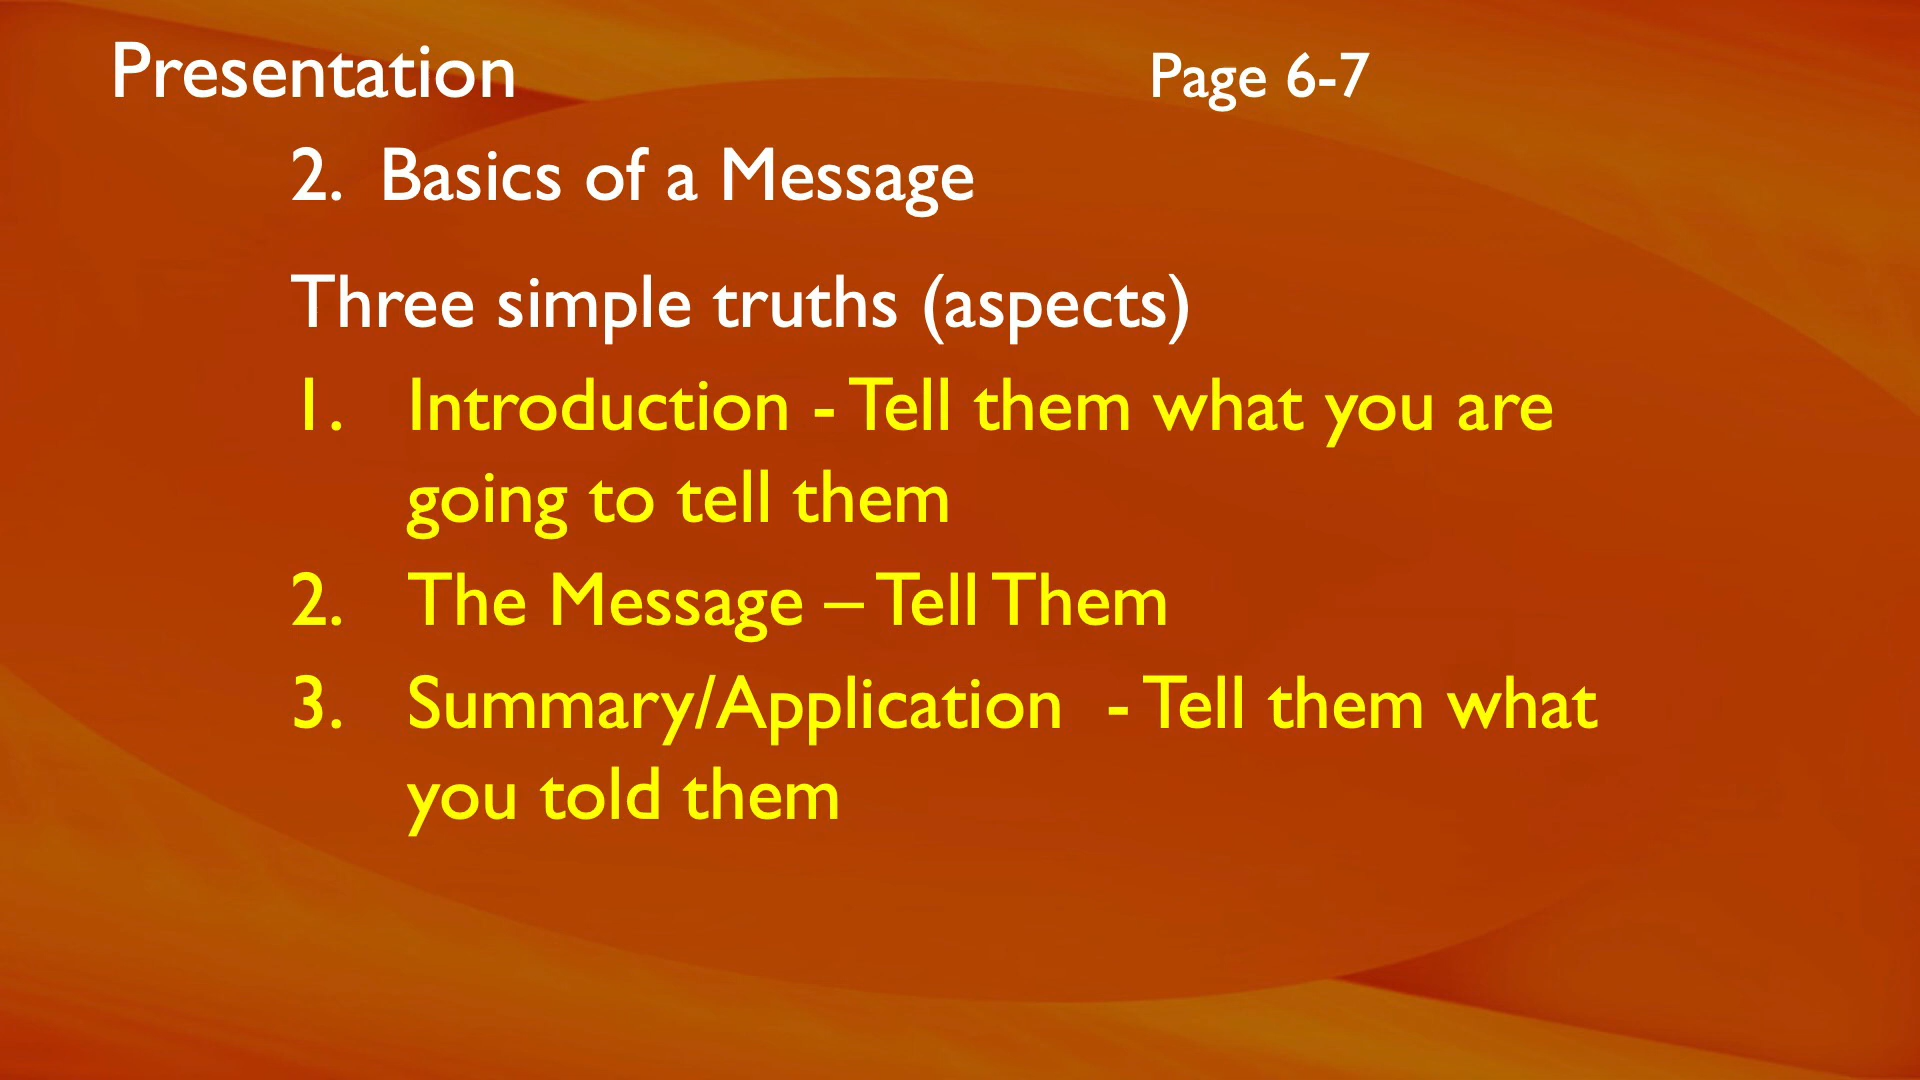 Presentation Page 6-7
2. Basics of a Message
Three simple truths (aspects)
1. Introduction - Tell them what you are
going to tell them
2. The Message – Tell Them
3. Summary/Application - Tell them what
you told them